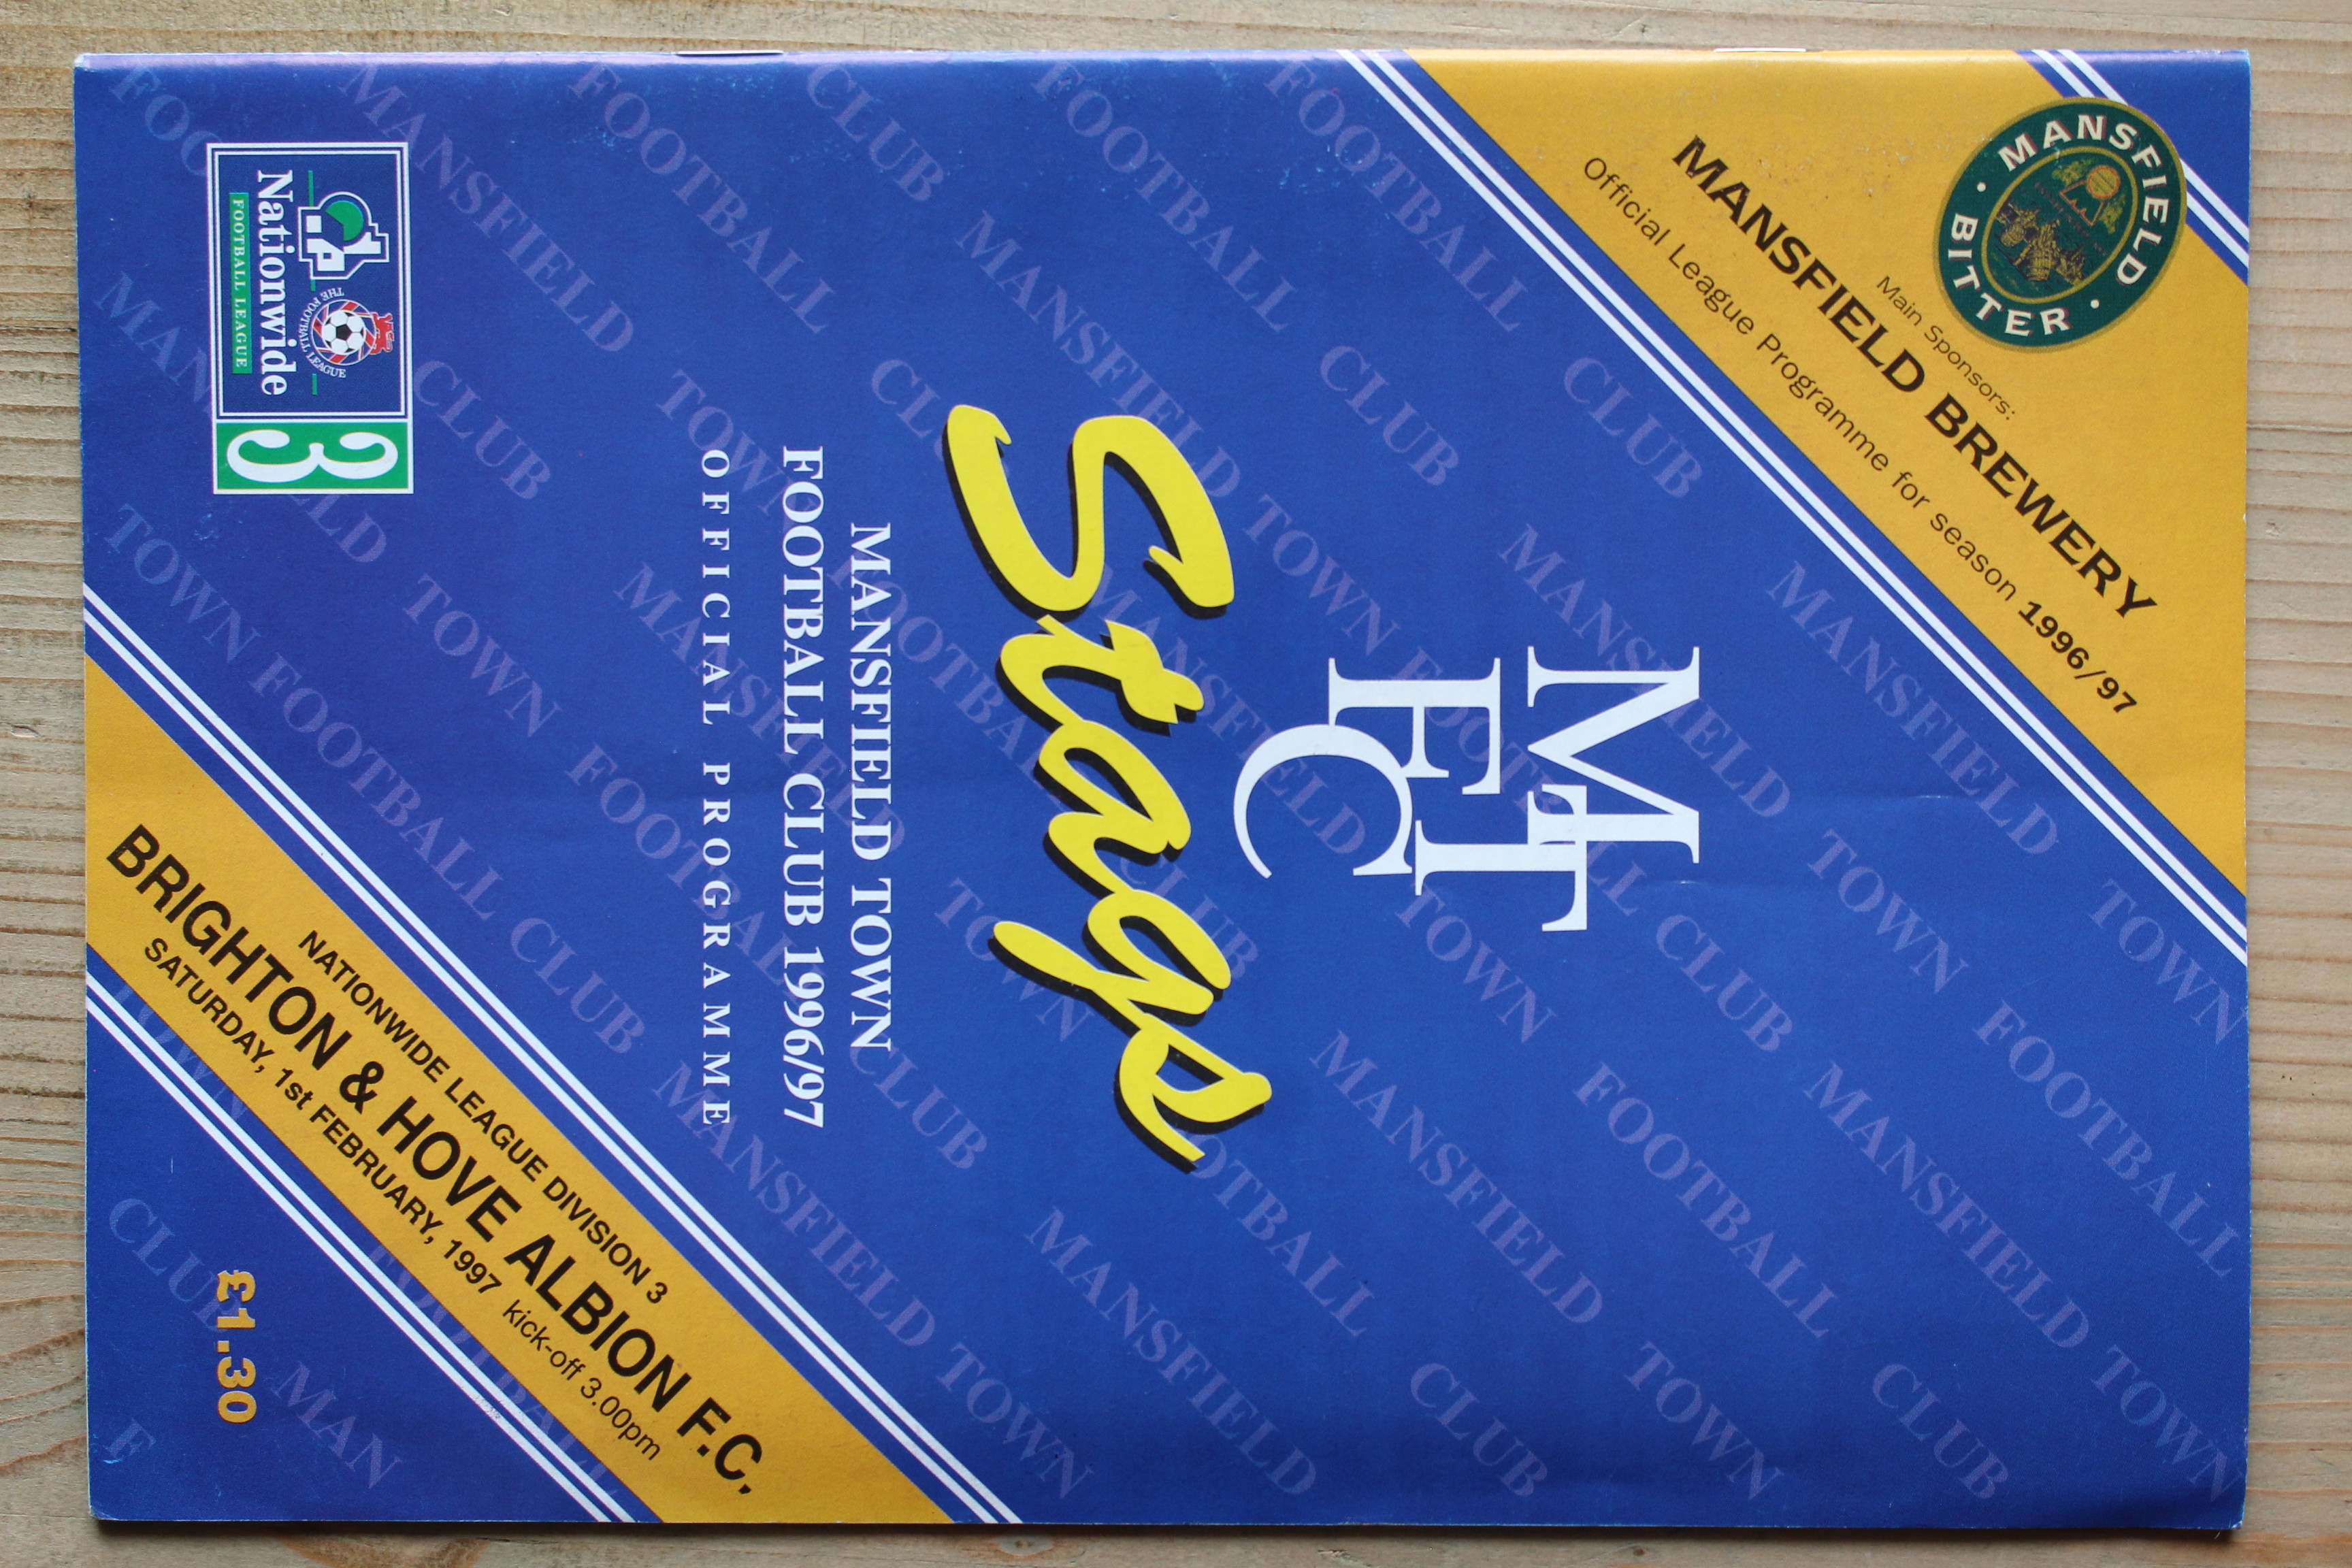 MANSFIELD
BITTER
Main Sponsors:
MANSFIELD BREWERY
Official League Programme for season 1996/97
MTFC
Stags
MANSFIELD TOWN
FOOTBALL CLUB 1996/97
OFFICIAL PROGRAMME
THE FOOTBALL LEAGUE
Nationwide
FOOTBALL LEAGUE
3
NATIONWIDE LEAGUE DIVISION 3
BRIGHTON & HOVE ALBION F.C,
SATURDAY, 1st FEBRUARY, 1997 kick-off 3.00pm
£1.30